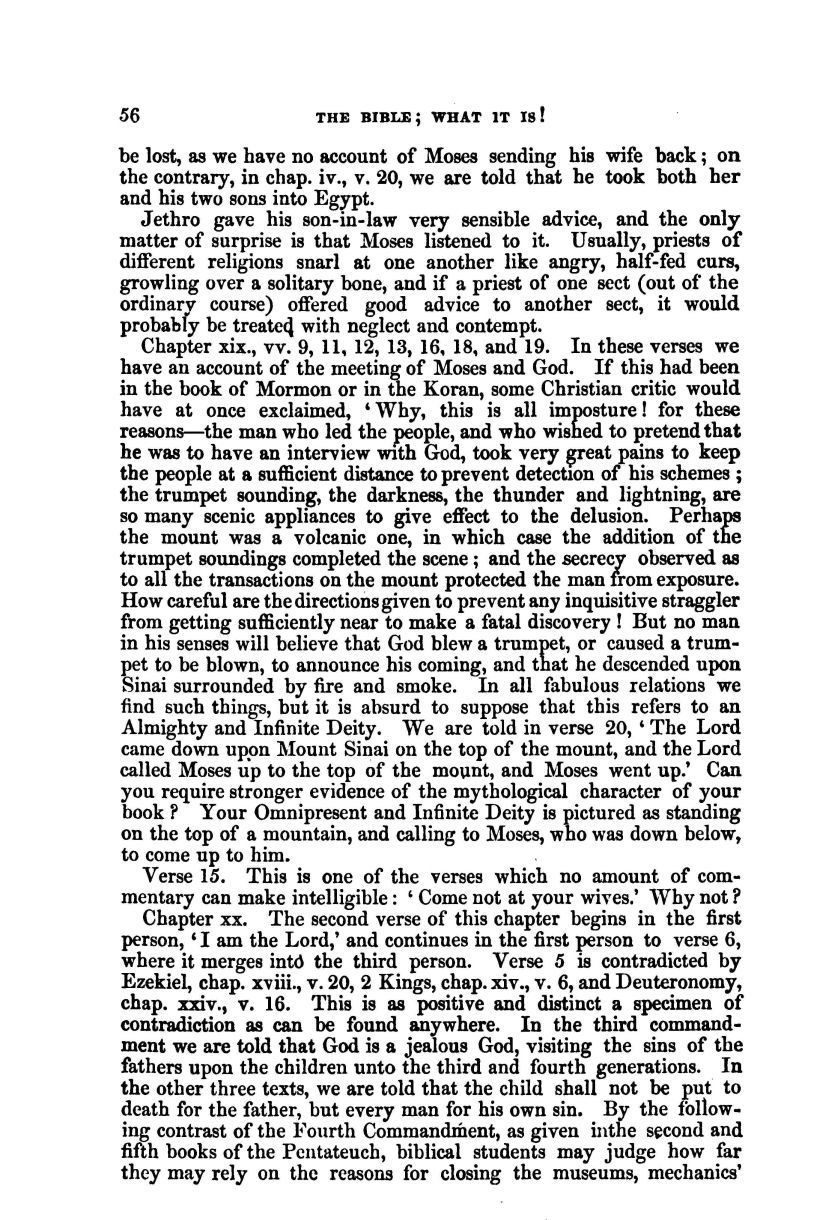 56 THE BIBLE; WHAT IT IS!
be lost, as we have no account of Moses sending his wife back; on
the contrary, in chap. iv., v. 20, we are told that he took both her
and his two sons into Egypt.
Jethro gave his son-in-law very sensible advice, and the only
matter of surprise is that Moses listened to it. Usually, priests of
different religions snarl at one another like angry, half-fed curs,
growling over a solitary bone, and if a priest of one sect (out of the
ordinary course) offered good advice to another sect, it would
probably be treated with neglect and contempt.
Chapter xix., vv. 9, 11, 12, 13, 16, 18, and 19. In these verses we
have an account of the meeting of Moses and God. If this had been
in the book of Mormon or in the Koran, some Christian critic would
have at once exclaimed, ‘Why, this is all imposture! for these
reasons—the man who led the people, and who wished to pretend that
he was to have an interview with God, took very great pains to keep
the people at a sufficient distance to prevent detection of his schemes;
the trumpet sounding, the darkness, the thunder and lightning, are
so many scenic appliances to give effect to the delusion. Perhaps
the mount was a volcanic one, in which case the addition of the
trumpet soundings completed the scene; and the secrecy observed as
to all the transactions on the mount protected the man from exposure.
How careful are the directions given to prevent any inquisitive straggler
from getting sufficiently near to make a fatal discovery! But no man
in his senses will believe that God blew a trumpet, or caused a trum-
pet to be blown, to announce his coming, and that he descended upon
Sinai surrounded by fire and smoke. In all fabulous relations we
find such things, but it is absurd to suppose that this refers to an
Almighty and Infinite Deity. We are told in verse 20, ‘The Lord
came down upon Mount Sinai on the top of the mount, and the Lord
called Moses up to the top of the mount, and Moses went up.’ Can
you require stronger evidence of the mythological character of your
book? Your Omnipresent and Infinite Deity is pictured as standing
on the top of a mountain, and calling to Moses, who was down below,
to come up to him.
Verse 15. This is one of the verses which no amount of com-
mentary can make intelligible: ‘Come not at your wives.’ Why not?
Chapter xx. The second verse of this chapter begins in the first
person, ‘I am the Lord,’ and continues in the first person to verse 6,
where it merges into the third person. Verse 5 is contradicted by
Ezekiel, chap. xviii., v. 20, 2 Kings, chap. xiv., v. 6, and Deuteronomy,
chap. xxiv., v. 16. This is as positive and distinct a specimen of
contradiction as can be found anywhere. In the third command-
ment we are told that God is a jealous God, visiting the sins of the
fathers upon the children unto the third and fourth generations. In
the other three texts, we are told that the child shall not be put to
death for the father, but every man for his own sin. By the follow-
ing contrast of the Fourth Commandment, as given inthe second and
fifth books of the Pentateuch, biblical students may judge how far
they may rely on the reasons for closing the museums, mechanics’